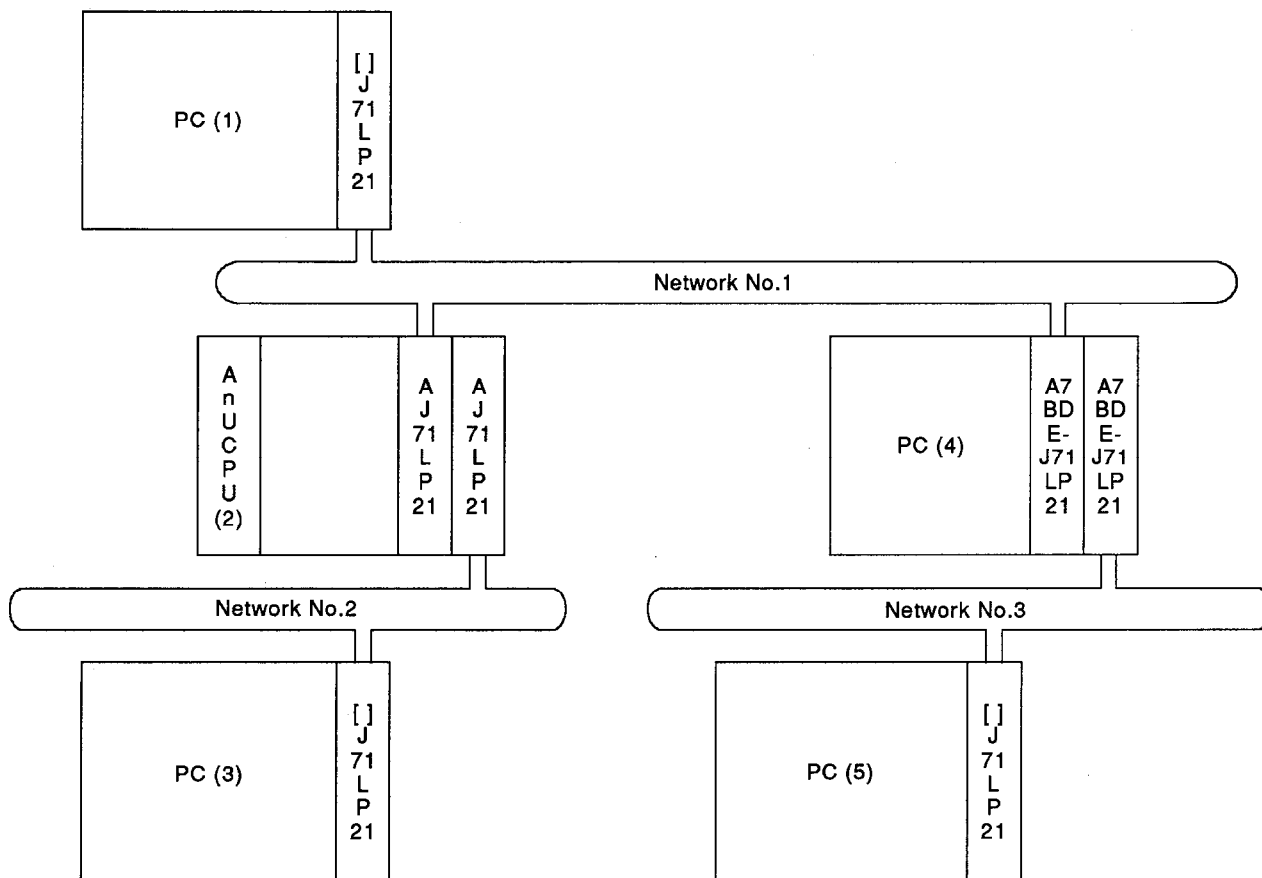 PC (1)
[ ]
J
71
L
P
21
Network No.1
A
n
U
C
P
U
(2)
A
J
71
L
P
21
A
J
71
L
P
21
PC (4)
A7
BD
E-
J71
LP
21
A7
BD
E-
J71
LP
21
Network No.2
Network No.3
PC (3)
[ ]
J
71
L
P
21
PC (5)
[ ]
J
71
L
P
21